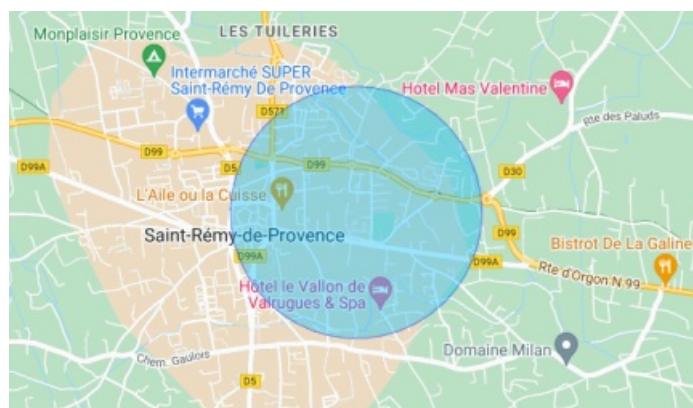 LES TUILERIES
Monplaisir Provence
Intermarché SUPER
Saint-Rémy De Provence
Hotel Mas Valentine
D571
Rte des Paluds
D99
D99A
D5
D99
D30
L'Aile ou la Cuisse
Saint-Rémy-de-Provence
D99
Bistrot De La Galine
D99A
D99A
Rte d'Orgon N 99
Hôtel le Vallon de
Valrugues & Spa
Domaine Milan
Chem. Gaulois
D5